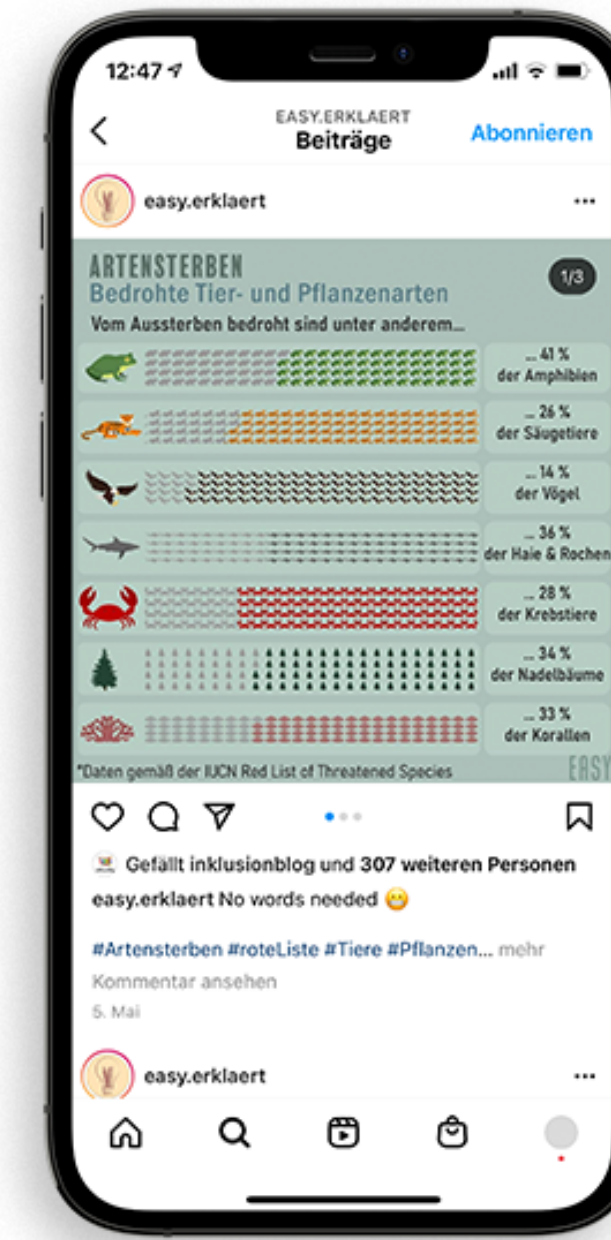 12:47
EASY.ERKLAERT
Beiträge
Abonnieren
easy.erklaert
ARTENSTERBEN
1/3
Bedrohte Tier- und Pflanzenarten
Vom Aussterben bedroht sind unter anderem...
... 41 %
der Amphibien
... 26 %
der Säugetiere
... 14 %
der Vögel
... 36 %
der Haie & Rochen
... 28 %
der Krebstiere
... 34 %
der Nadelbäume
... 33 %
der Korallen
*Daten gemäß der IUCN Red List of Threatened Species
EASY
Gefällt inklusionblog und 307 weiteren Personen
easy.erklaert No words needed 😬
#Artensterben #roteListe #Tiere #Pflanzen... mehr
Kommentar ansehen
5. Mai
easy.erklaert